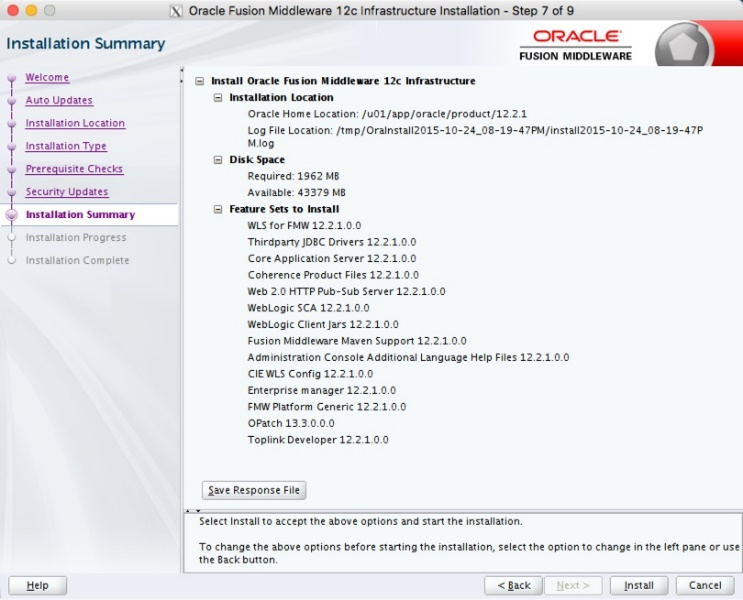 Oracle Fusion Middleware 12c Infrastructure Installation - Step 7 of 9
Installation Summary
ORACLE
FUSION MIDDLEWARE
Welcome
Auto Updates
Installation Location
Installation Type
Prerequisite Checks
Security Updates
Installation Summary
Installation Progress
Installation Complete
Install Oracle Fusion Middleware 12c Infrastructure
Installation Location
Oracle Home Location: /u01/app/oracle/product/12.2.1
Log File Location: /tmp/OraInstall2015-10-24_08-19-47PM/install2015-10-24_08-19-47P
M.log
Disk Space
Required: 1962 MB
Available: 43379 MB
Feature Sets to Install
WLS for FMW 12.2.1.0.0
Thirdparty JDBC Drivers 12.2.1.0.0
Core Application Server 12.2.1.0.0
Coherence Product Files 12.2.1.0.0
Web 2.0 HTTP Pub-Sub Server 12.2.1.0.0
WebLogic SCA 12.2.1.0.0
WebLogic Client Jars 12.2.1.0.0
Fusion Middleware Maven Support 12.2.1.0.0
Administration Console Additional Language Help Files 12.2.1.0.0
CIE WLS Config 12.2.1.0.0
Enterprise manager 12.2.1.0.0
FMW Platform Generic 12.2.1.0.0
OPatch 13.3.0.0.0
Toplink Developer 12.2.1.0.0
Save Response File
Select Install to accept the above options and start the installation.
To change the above options before starting the installation, select the option to change in the left pane or use
the Back button.
Help
< Back
Next >
Install
Cancel